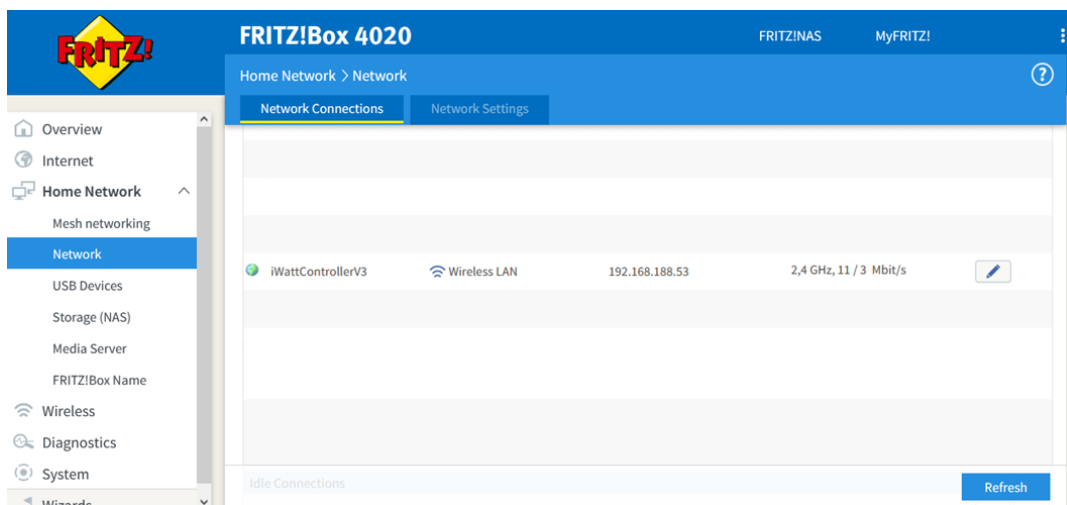 FRITZ!
FRITZ!Box 4020
FRITZ!NAS
MyFRITZ!
Home Network > Network
?
Network Connections
Network Settings
Overview
Internet
Home Network
Mesh networking
Network
USB Devices
Storage (NAS)
Media Server
FRITZ!Box Name
Wireless
Diagnostics
System
Wizards
iWattControllerV3 Wireless LAN 192.168.188.53 2,4 GHz, 11 / 3 Mbit/s
Idle Connections
Refresh